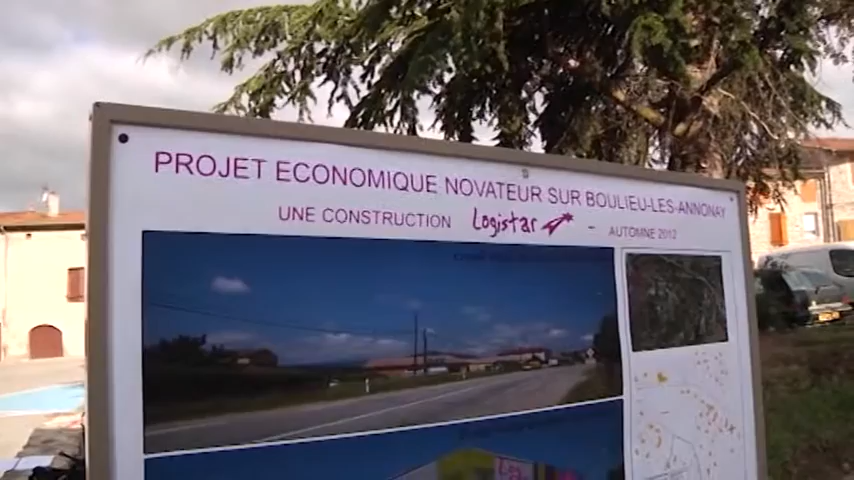 PROJET ECONOMIQUE NOVATEUR SUR BOULIEU-LES-ANNONAY
UNE CONSTRUCTION Logistar - AUTOMNE 2012